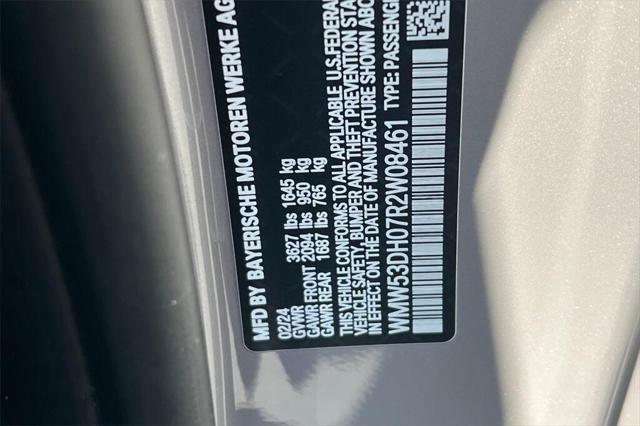 MFD BY BAYERISCHE MOTOREN WERKE AG
02/24
GVWR 3627 lbs 1645 kg
GAWR FRONT 2094 lbs 950 kg
GAWR REAR 1687 lbs 765 kg
THIS VEHICLE CONFORMS TO ALL APPLICABLE U.S. FEDERAL
VEHICLE SAFETY, BUMPER AND THEFT PREVENTION STA
IN EFFECT ON THE DATE OF MANUFACTURE SHOWN ABO
WMW53DH07R2W08461 TYPE: PASSENG